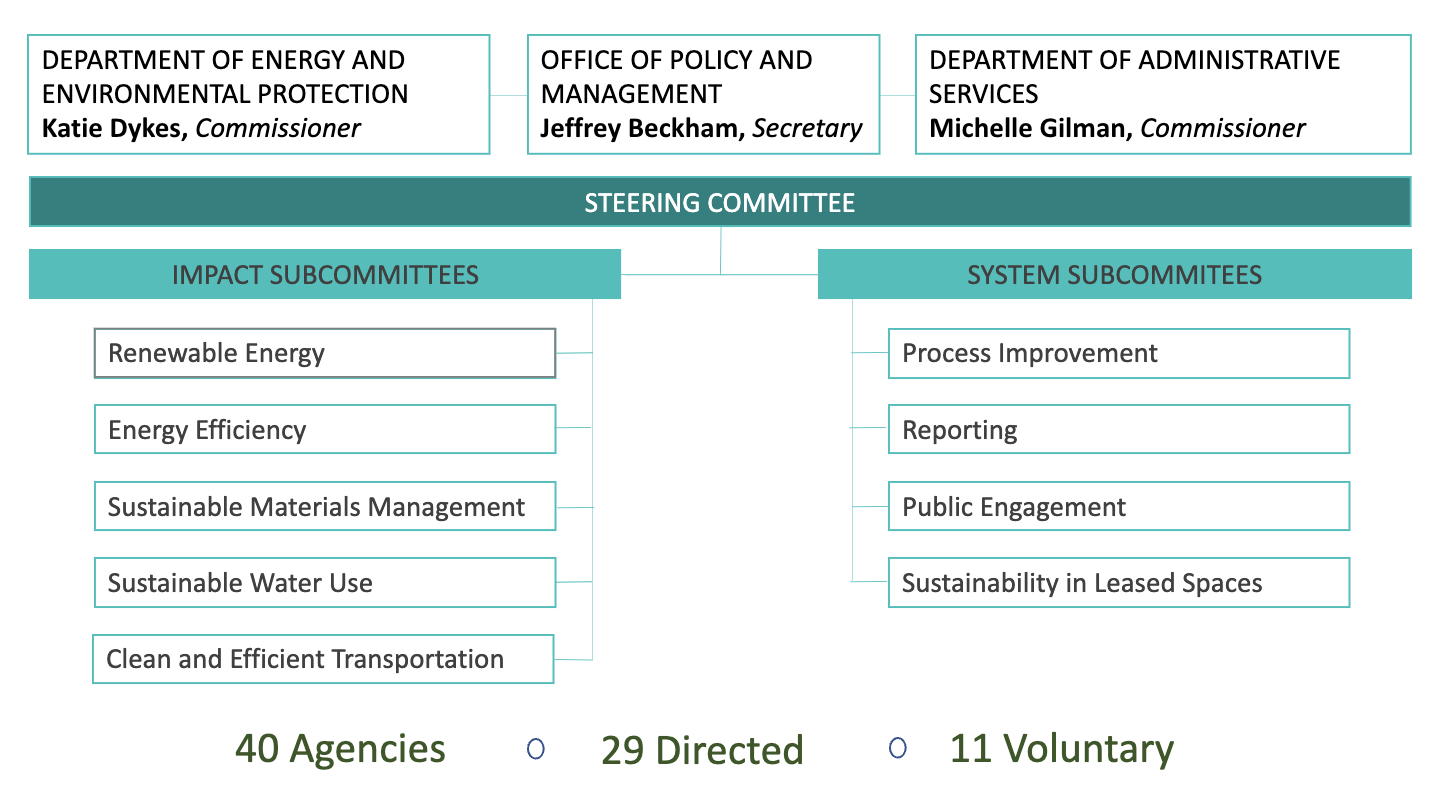 DEPARTMENT OF ENERGY AND
ENVIRONMENTAL PROTECTION
Katie Dykes, Commissioner
OFFICE OF POLICY AND
MANAGEMENT
Jeffrey Beckham, Secretary
DEPARTMENT OF ADMINISTRATIVE
SERVICES
Michelle Gilman, Commissioner
STEERING COMMITTEE
IMPACT SUBCOMMITTEES
Renewable Energy
Energy Efficiency
Sustainable Materials Management
Sustainable Water Use
Clean and Efficient Transportation
SYSTEM SUBCOMMITEES
Process Improvement
Reporting
Public Engagement
Sustainability in Leased Spaces
40 Agencies
29 Directed
11 Voluntary